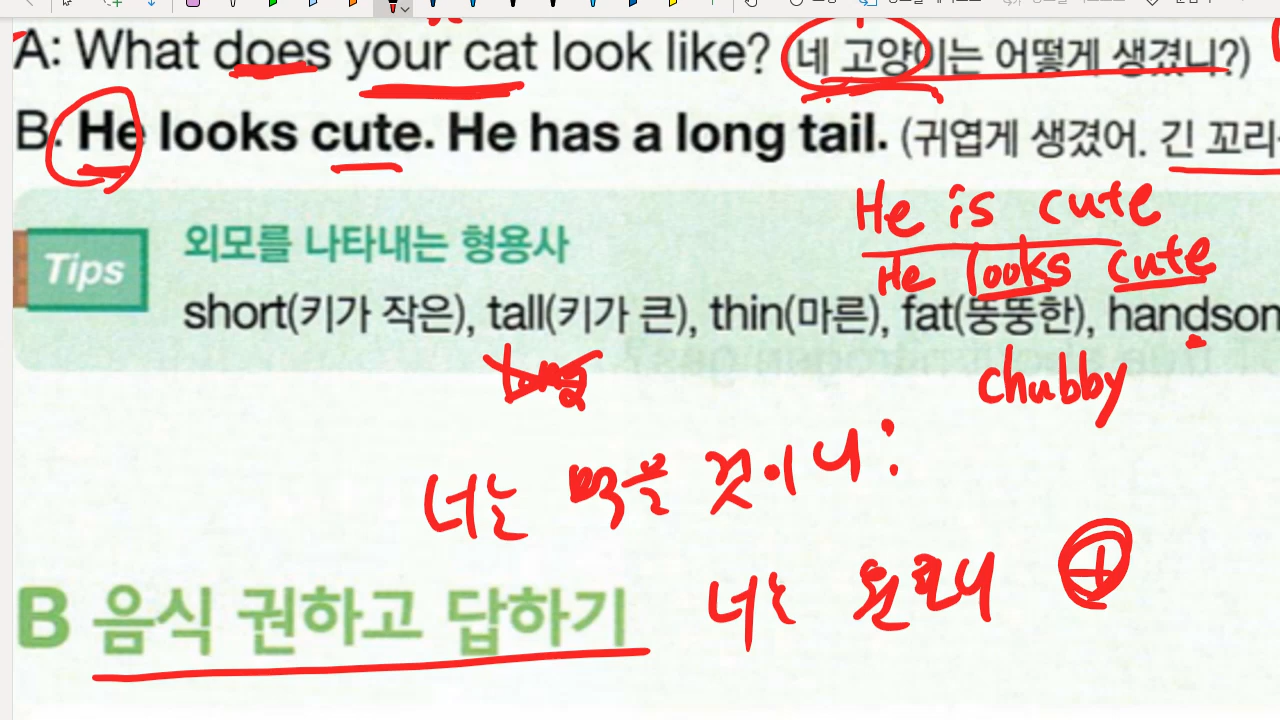 A: What does your cat look like? (네 고양이는 어떻게 생겼니?)
B. He looks cute. He has a long tail. (귀엽게 생겼어. 긴 꼬리
He is cute
Tips 외모를 나타내는 형용사
He looks cute
short(키가 작은), tall(키가 큰), thin(마른), fat(뚱뚱한), handsom
chubby
너는 먹을 것이니?
B 음식 권하고 답하기
너는